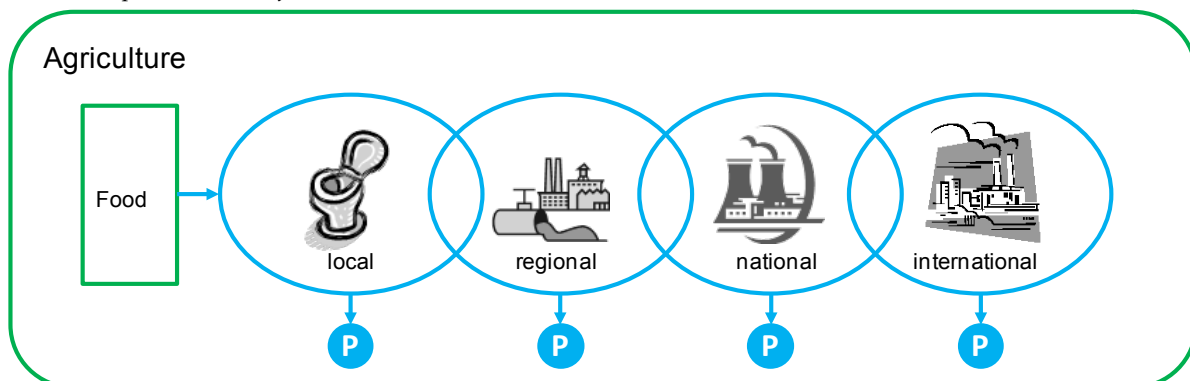 Agriculture
Food
local
regional
national
international
P
P
P
P